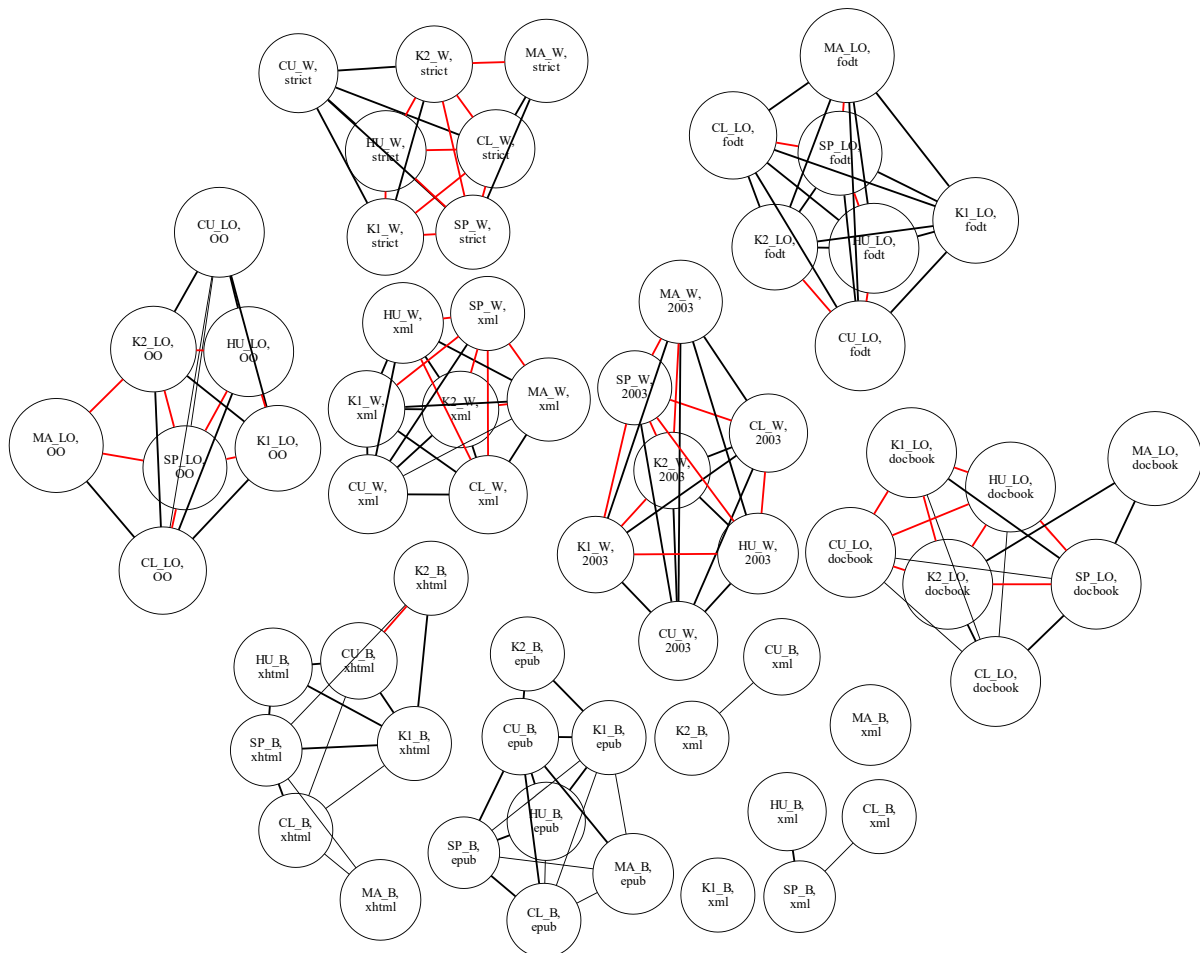 CU_W,
strict
K2_W,
strict
MA_W,
strict
HU_W,
strict
CL_W,
strict
K1_W,
strict
SP_W,
strict
MA_LO,
fodt
CL_LO,
fodt
SP_LO,
fodt
K1_LO,
fodt
K2_LO,
fodt
HU_LO,
fodt
CU_LO,
fodt
CU_LO,
OO
K2_LO,
OO
HU_LO,
OO
MA_LO,
OO
SP_LO,
OO
K1_LO,
OO
CL_LO,
OO
HU_W,
xml
SP_W,
xml
K1_W,
xml
K2_W,
xml
MA_W,
xml
CU_W,
xml
CL_W,
xml
MA_W,
2003
SP_W,
2003
CL_W,
2003
K2_W,
2003
K1_W,
2003
HU_W,
2003
CU_W,
2003
K1_LO,
docbook
MA_LO,
docbook
HU_LO,
docbook
CU_LO,
docbook
K2_LO,
docbook
SP_LO,
docbook
CL_LO,
docbook
K2_B,
xhtml
HU_B,
xhtml
CU_B,
xhtml
SP_B,
xhtml
K1_B,
xhtml
CL_B,
xhtml
MA_B,
xhtml
K2_B,
epub
CU_B,
epub
K1_B,
epub
HU_B,
epub
SP_B,
epub
MA_B,
epub
CL_B,
epub
CU_B,
xml
K2_B,
xml
MA_B,
xml
HU_B,
xml
CL_B,
xml
K1_B,
xml
SP_B,
xml